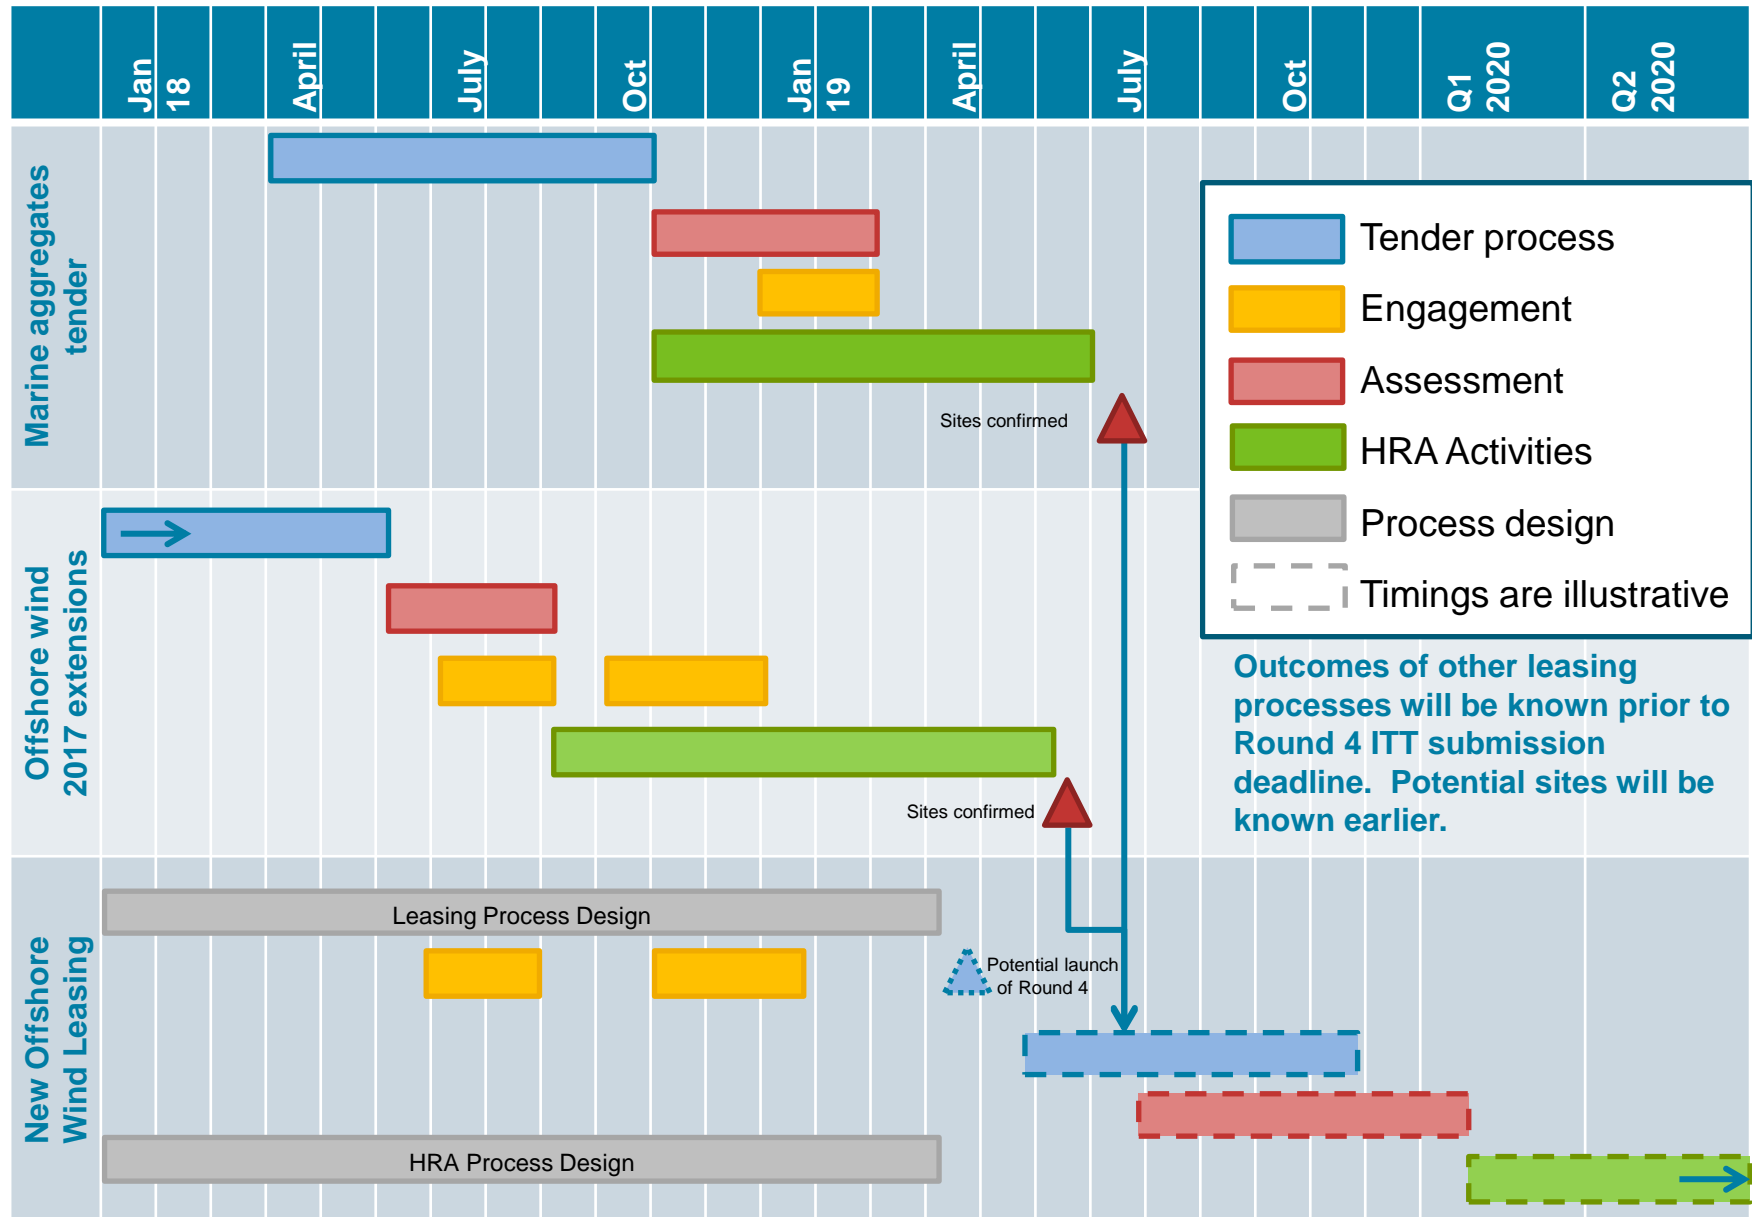 Jan
18
April
July
Oct
Jan
19
April
July
Oct
Q1
2020
Q2
2020
Marine aggregates
tender
Tender process
Engagement
Assessment
HRA Activities
Process design
Timings are illustrative
Sites confirmed
Offshore wind
2017 extensions
Outcomes of other leasing
processes will be known prior to
Round 4 ITT submission
deadline.  Potential sites will be
known earlier.
Sites confirmed
New Offshore
Wind Leasing
Leasing Process Design
Potential launch
of Round 4
HRA Process Design